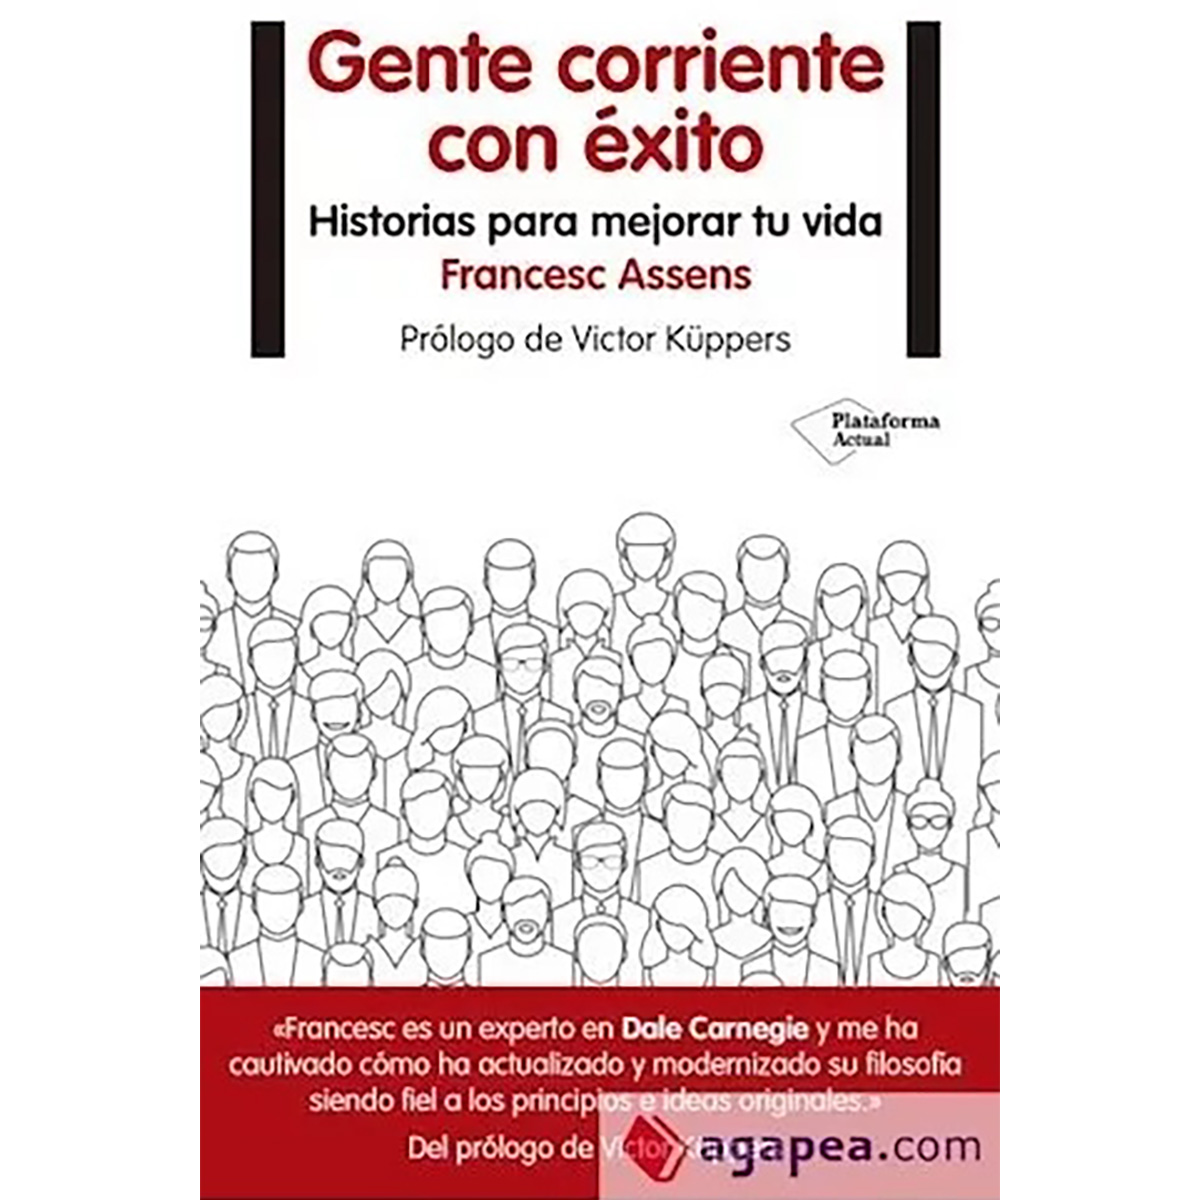 Gente corriente
con éxito
Historias para mejorar tu vida
Francesc Assens
Prólogo de Victor Küppers
Plataforma
Actual
«Francesc es un experto en Dale Carnegie y me ha
cautivado cómo ha actualizado y modernizado su filosofía
siendo fiel a los principios e ideas originales.»
Del prólogo de Victor Küppers
agapea.com